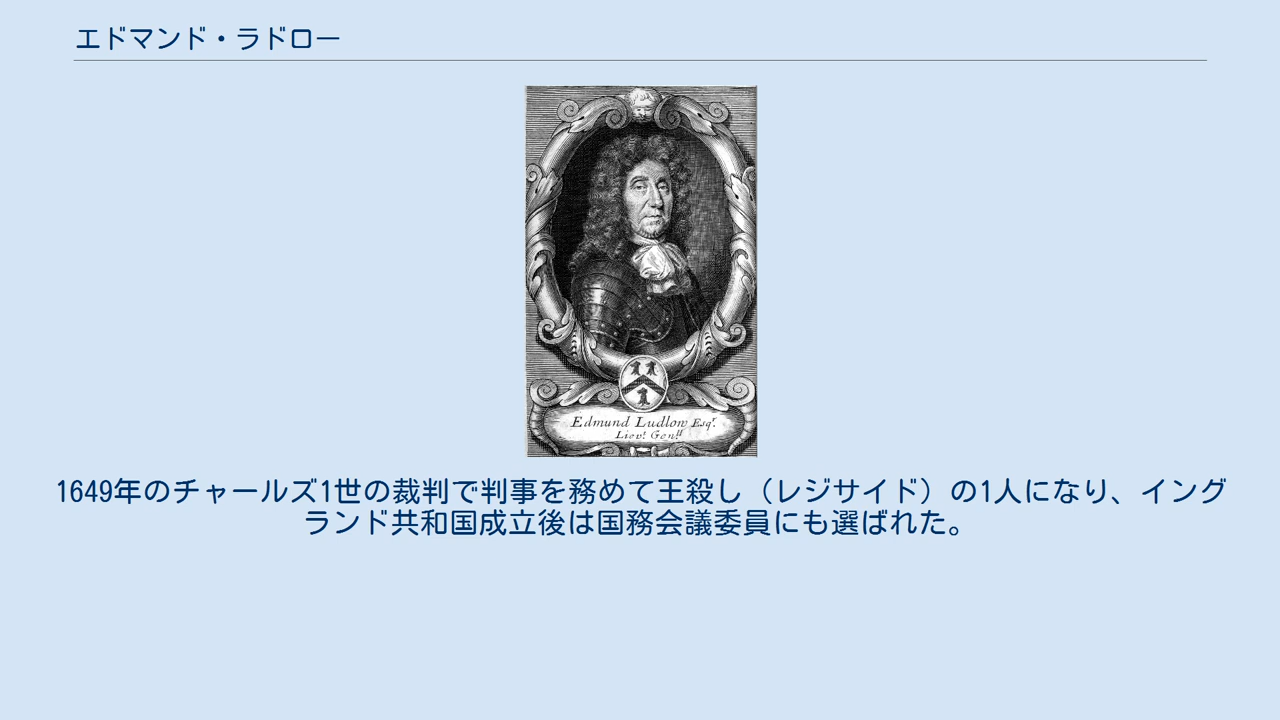 エドマンド・ラドロー
Edmund Ludlow Esqr.
Lievt Genll
1649年のチャールズ1世の裁判で判事を務めて王殺し（レジサイド）の1人になり、イング
ランド共和国成立後は国務会議委員にも選ばれた。